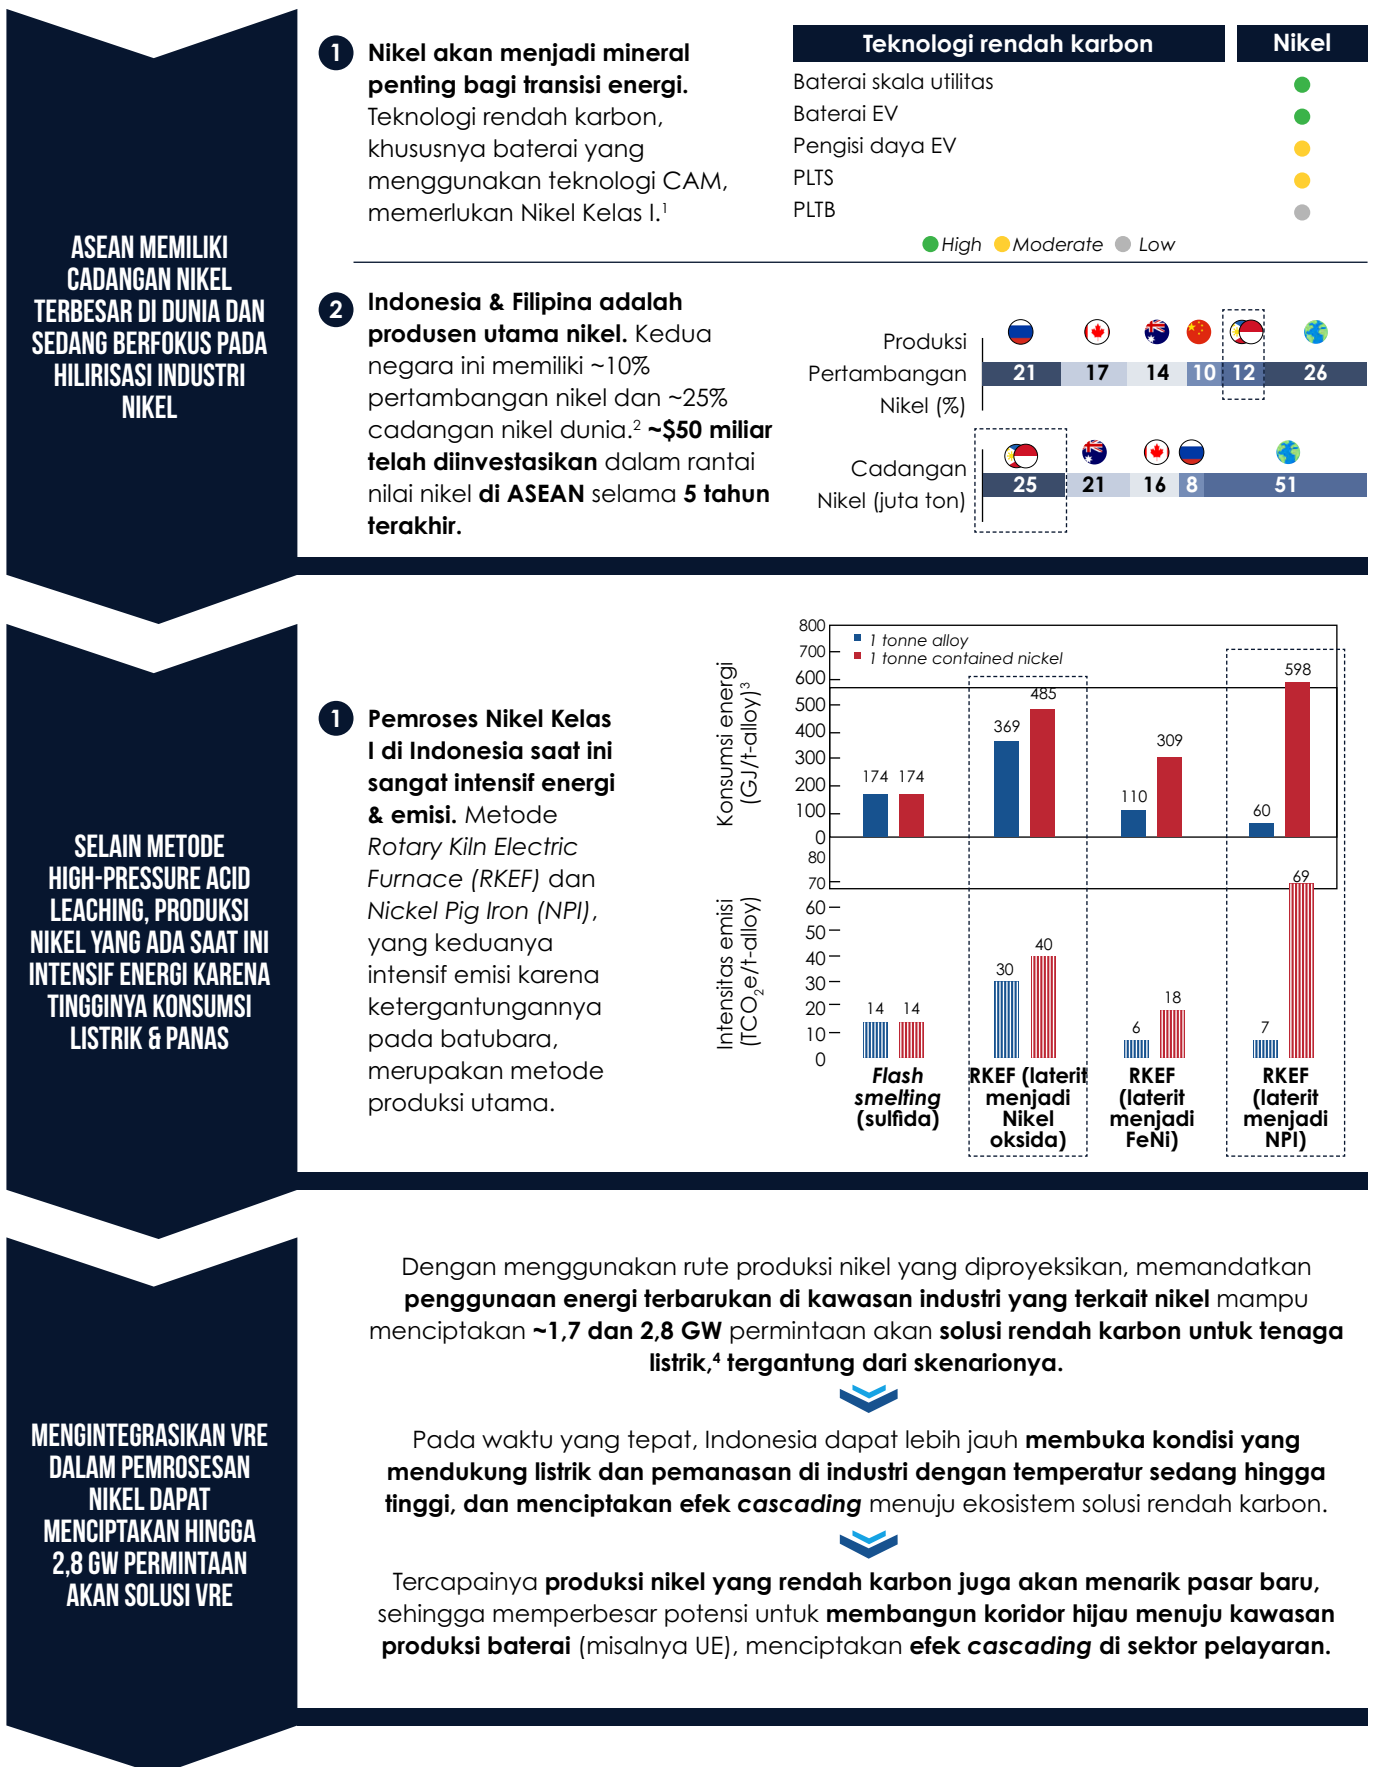 ASEAN MEMILIKI
CADANGAN NIKEL
TERBESAR DI DUNIA DAN
SEDANG BERFOKUS PADA
HILIRISASI INDUSTRI
NIKEL
1 Nikel akan menjadi mineral
penting bagi transisi energi.
Teknologi rendah karbon,
khususnya baterai yang
menggunakan teknologi CAM,
memerlukan Nikel Kelas I.¹
Teknologi rendah karbon Nikel
Baterai skala utilitas
Baterai EV
Pengisi daya EV
PLTS
PLTB
High Moderate Low
2 Indonesia & Filipina adalah
produsen utama nikel. Kedua
negara ini memiliki ~10%
pertambangan nikel dan ~25%
cadangan nikel dunia.² ~$50 miliar
telah diinvestasikan dalam rantai
nilai nikel di ASEAN selama 5 tahun
terakhir.
Produksi
Pertambangan
Nikel (%)
21 17 14 10 12 26
Cadangan
Nikel (juta ton)
25 21 16 8 51
SELAIN METODE
HIGH-PRESSURE ACID
LEACHING, PRODUKSI
NIKEL YANG ADA SAAT INI
INTENSIF ENERGI KARENA
TINGGINYA KONSUMSI
LISTRIK & PANAS
1 Pemroses Nikel Kelas
I di Indonesia saat ini
sangat intensif energi
& emisi. Metode
Rotary Kiln Electric
Furnace (RKEF) dan
Nickel Pig Iron (NPI),
yang keduanya
intensif emisi karena
ketergantungannya
pada batubara,
merupakan metode
produksi utama.
Konsumsi energi
(GJ/t-alloy)³
800
700
600
500
400
300
200
100
0
1 tonne alloy
1 tonne contained nickel
174 174
369 485
110 309
60 598
Intensitas emisi
(TCO₂e/t-alloy)
80
70
60
50
40
30
20
10
0
14 14
30 40
6 18
7 69
Flash
smelting
(sulfida)
RKEF (laterit
menjadi
Nikel
oksida)
RKEF
(laterit
menjadi
FeNi)
RKEF
(laterit
menjadi
NPI)
MENGINTEGRASIKAN VRE
DALAM PEMROSESAN
NIKEL DAPAT
MENCIPTAKAN HINGGA
2,8 GW PERMINTAAN
AKAN SOLUSI VRE
Dengan menggunakan rute produksi nikel yang diproyeksikan, memandatkan
penggunaan energi terbarukan di kawasan industri yang terkait nikel mampu
menciptakan ~1,7 dan 2,8 GW permintaan akan solusi rendah karbon untuk tenaga
listrik,⁴ tergantung dari skenarionya.
Pada waktu yang tepat, Indonesia dapat lebih jauh membuka kondisi yang
mendukung listrik dan pemanasan di industri dengan temperatur sedang hingga
tinggi, dan menciptakan efek cascading menuju ekosistem solusi rendah karbon.
Tercapainya produksi nikel yang rendah karbon juga akan menarik pasar baru,
sehingga memperbesar potensi untuk membangun koridor hijau menuju kawasan
produksi baterai (misalnya UE), menciptakan efek cascading di sektor pelayaran.